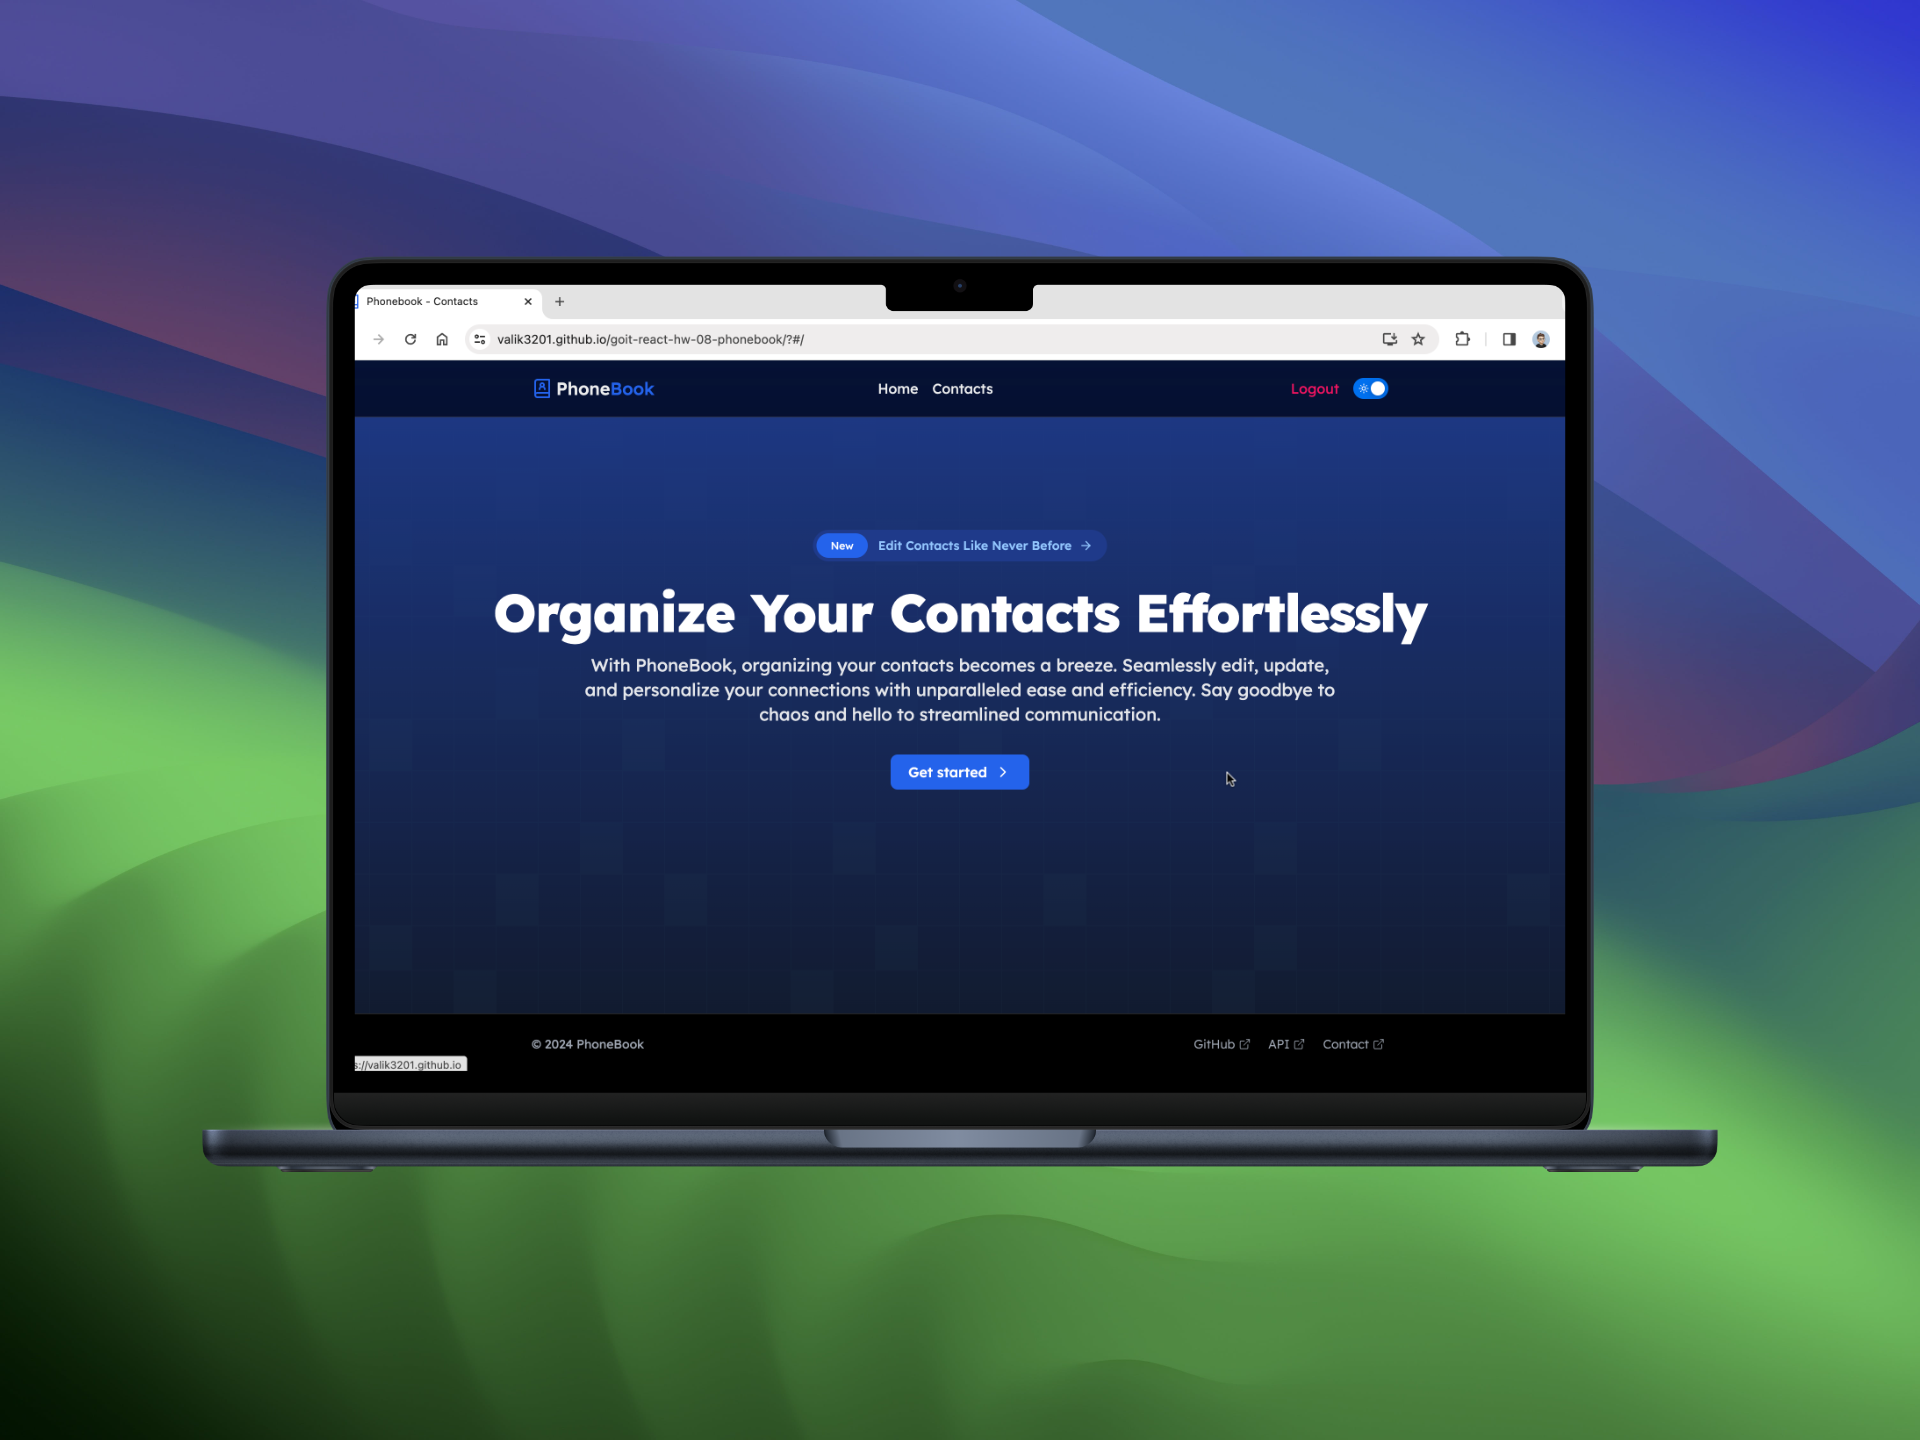 Phonebook - Contacts
valik3201.github.io/goit-react-hw-08-phonebook/?#/
PhoneBook
Home
Contacts
Logout
New
Edit Contacts Like Never Before
Organize Your Contacts Effortlessly
With PhoneBook, organizing your contacts becomes a breeze. Seamlessly edit, update,
and personalize your connections with unparalleled ease and efficiency. Say goodbye to
chaos and hello to streamlined communication.
Get started
© 2024 PhoneBook
GitHub
API
Contact
s://valik3201.github.io